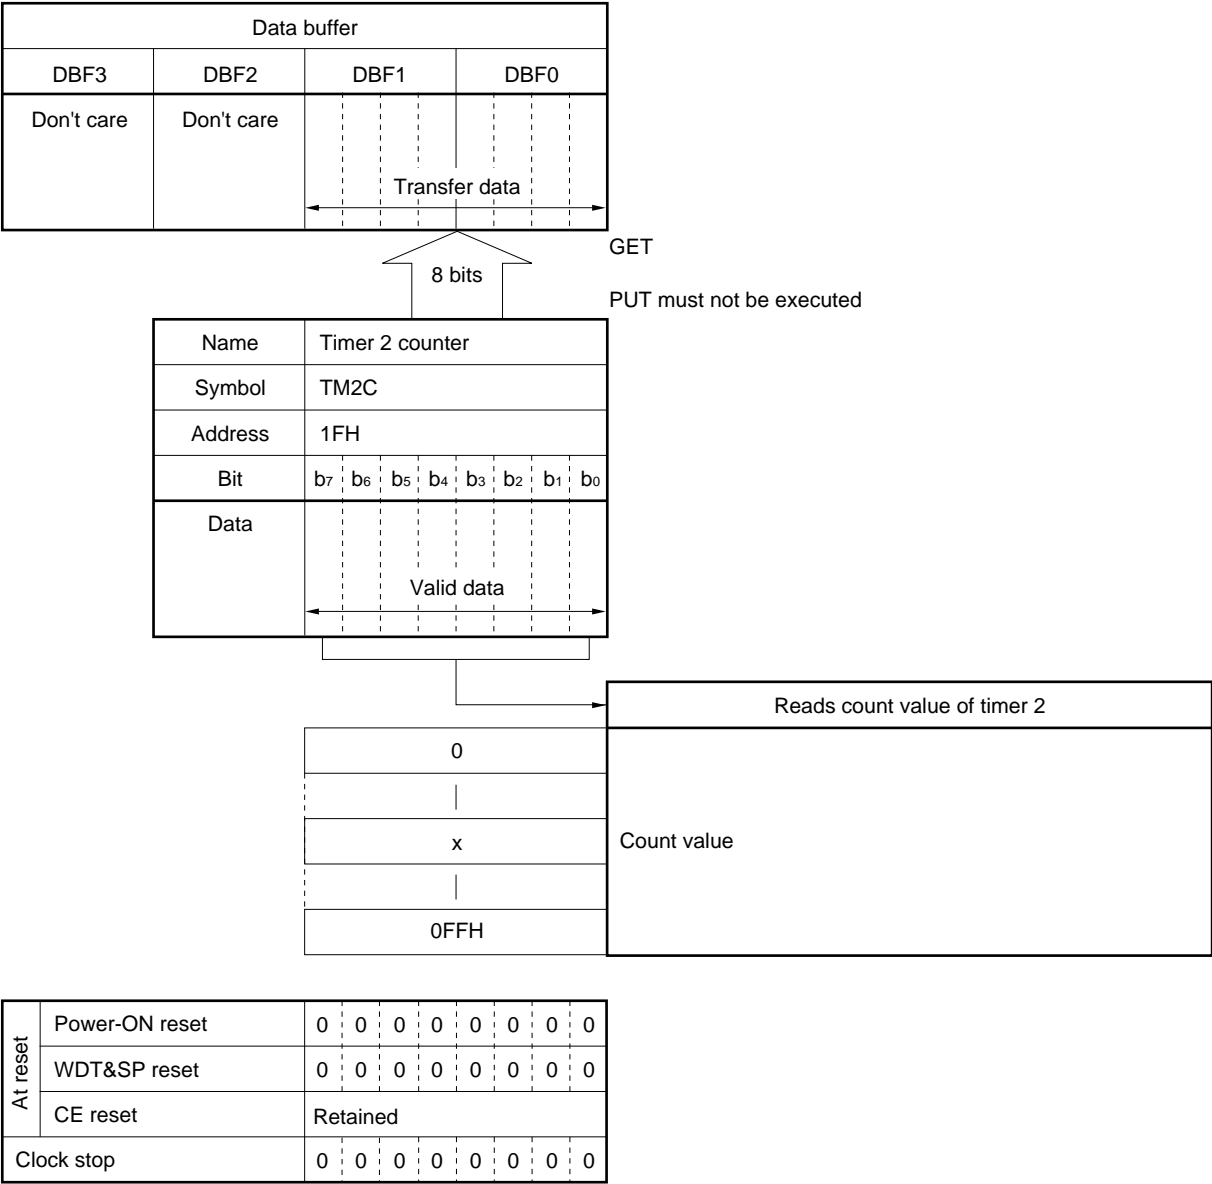 Data buffer
DBF3 DBF2 DBF1 DBF0
Don't care Don't care
Transfer data
GET
8 bits
PUT must not be executed
Name Timer 2 counter
Symbol TM2C
Address 1FH
Bit b7 b6 b5 b4 b3 b2 b1 b0
Data
Valid data
Reads count value of timer 2
0
x Count value
0FFH
At reset
Power-ON reset 0 0 0 0 0 0 0 0
WDT&SP reset 0 0 0 0 0 0 0 0
CE reset Retained
Clock stop 0 0 0 0 0 0 0 0